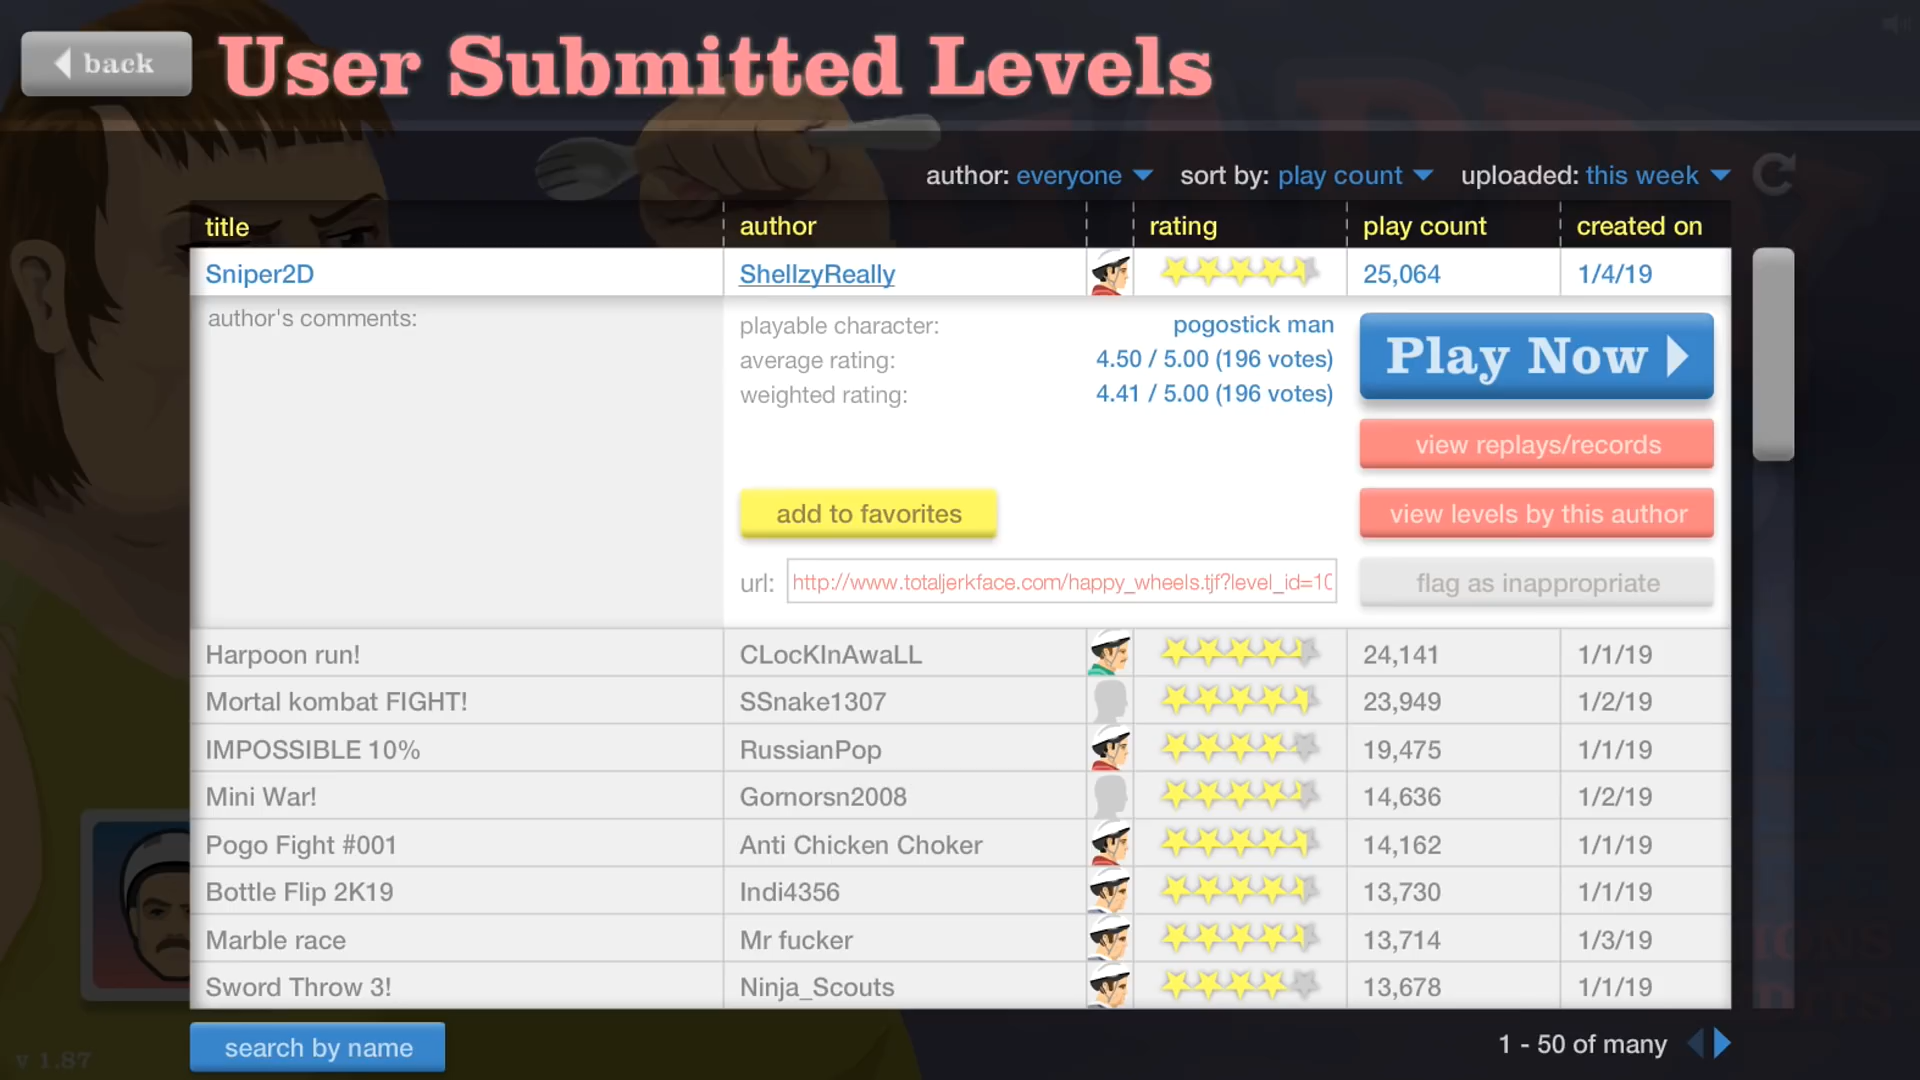 back
User Submitted Levels
author: everyone sort by: play count uploaded: this week
title author rating play count created on
Sniper2D ShellzyReally 25,064 1/4/19
author's comments:
playable character: pogostick man
average rating: 4.50 / 5.00 (196 votes)
weighted rating: 4.41 / 5.00 (196 votes)
Play Now
view replays/records
add to favorites
view levels by this author
url: http://www.totaljerkface.com/happy_wheels.tjf?level_id=10
flag as inappropriate
Harpoon run! CLocKInAwaLL 24,141 1/1/19
Mortal kombat FIGHT! SSnake1307 23,949 1/2/19
IMPOSSIBLE 10% RussianPop 19,475 1/1/19
Mini War! Gornorsn2008 14,636 1/2/19
Pogo Fight #001 Anti Chicken Choker 14,162 1/1/19
Bottle Flip 2K19 Indi4356 13,730 1/1/19
Marble race Mr fucker 13,714 1/3/19
Sword Throw 3! Ninja_Scouts 13,678 1/1/19
search by name
1 - 50 of many
v 1.87